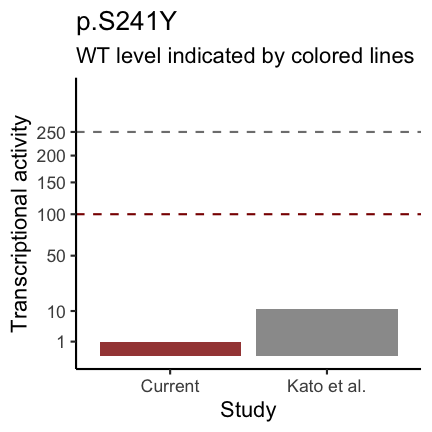 p.S241Y
WT level indicated by colored lines
Transcriptional activity
250
200
150
100
50
10
1
Current
Kato et al.
Study